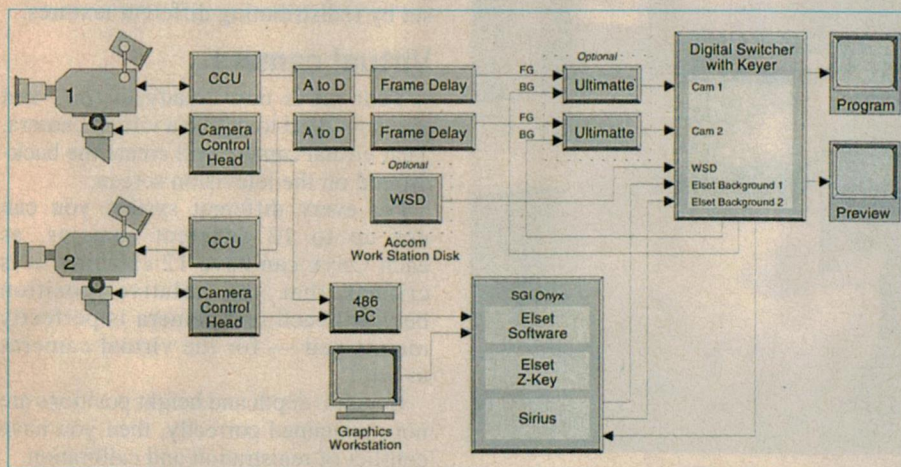 1
CCU
A to D
Frame Delay
FG
BG
Optional
Ultimatte
Digital Switcher
with Keyer
Cam 1
Program
Camera
Control
Head
A to D
Frame Delay
FG
BG
Ultimatte
Cam 2
Optional
WSD
Accom
Work Station Disk
WSD
Elset Background 1
Elset Background 2
Preview
2
CCU
Camera
Control
Head
486
PC
Graphics
Workstation
SGI Onyx
Elset
Software
Elset
Z-Key
Sirius